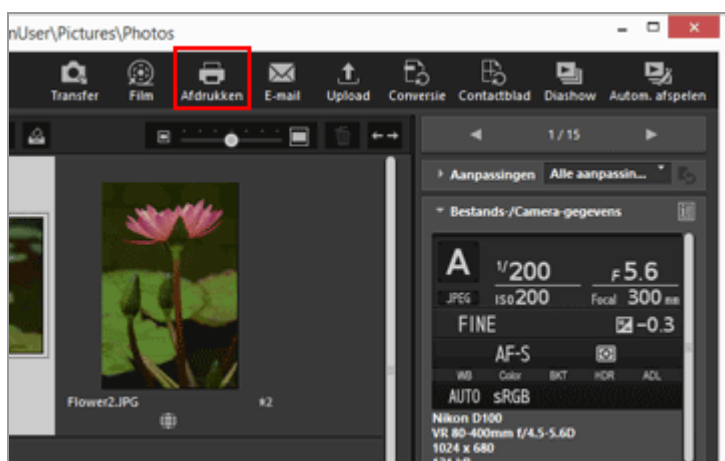 nUser\Pictures\Photos
Transfer Film Afdrukken E-mail Upload Conversie Contactblad Diashow Autom. afspelen
1 / 15
Aanpassingen Alle aanpassin...
Bestands-/Camera-gegevens
A 1/200 F5.6
JPEG ISO200 Focal 300 mm
FINE -0.3
AF-S
WB Color BKT HDR ADL
AUTO sRGB
Flower2.JPG #2
Nikon D100
VR 80-400mm f/4.5-5.6D
1024 x 680